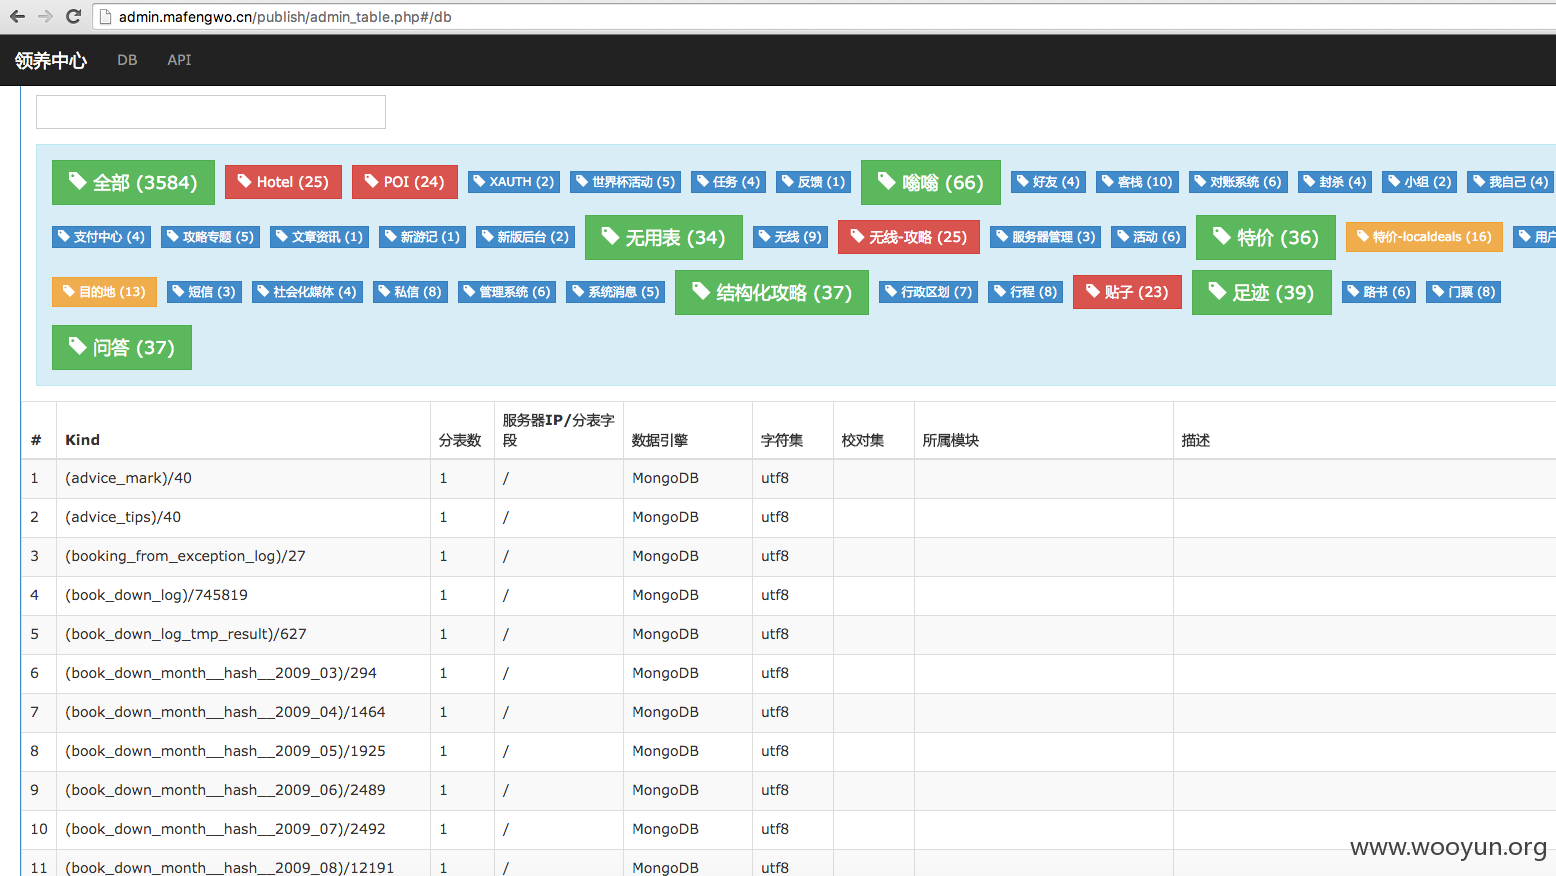 admin.mafengwo.cn/publish/admin_table.php#/db
领养中心 DB API
全部 (3584) Hotel (25) POI (24) XAUTH (2) 世界杯活动 (5) 任务 (4) 反馈 (1) 嗡嗡 (66) 好友 (4) 客栈 (10) 对账系统 (6) 封杀 (4) 小组 (2) 我自己 (4)
支付中心 (4) 攻略专题 (5) 文章资讯 (1) 新游记 (1) 新版后台 (2) 无用表 (34) 无线 (9) 无线-攻略 (25) 服务器管理 (3) 活动 (6) 特价 (36) 特价-localdeals (16) 用户
目的地 (13) 短信 (3) 社会化媒体 (4) 私信 (8) 管理系统 (6) 系统消息 (5) 结构化攻略 (37) 行政区划 (7) 行程 (8) 贴子 (23) 足迹 (39) 路书 (6) 门票 (8)
问答 (37)
# Kind 分表数 服务器IP/分表字段 数据引擎 字符集 校对集 所属模块 描述
1 (advice_mark)/40 1 / MongoDB utf8
2 (advice_tips)/40 1 / MongoDB utf8
3 (booking_from_exception_log)/27 1 / MongoDB utf8
4 (book_down_log)/745819 1 / MongoDB utf8
5 (book_down_log_tmp_result)/627 1 / MongoDB utf8
6 (book_down_month__hash__2009_03)/294 1 / MongoDB utf8
7 (book_down_month__hash__2009_04)/1464 1 / MongoDB utf8
8 (book_down_month__hash__2009_05)/1925 1 / MongoDB utf8
9 (book_down_month__hash__2009_06)/2489 1 / MongoDB utf8
10 (book_down_month__hash__2009_07)/2492 1 / MongoDB utf8
11 (book_down_month__hash__2009_08)/12191 1 / MongoDB utf8
www.wooyun.org